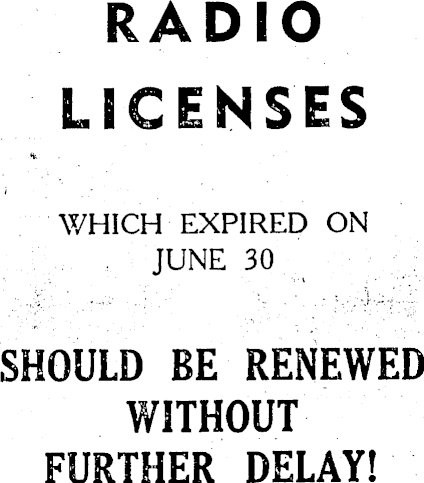 RADIO
LICENSES
WHICH EXPIRED ON
JUNE 30
SHOULD BE RENEWED
WITHOUT
FURTHER DELAY!